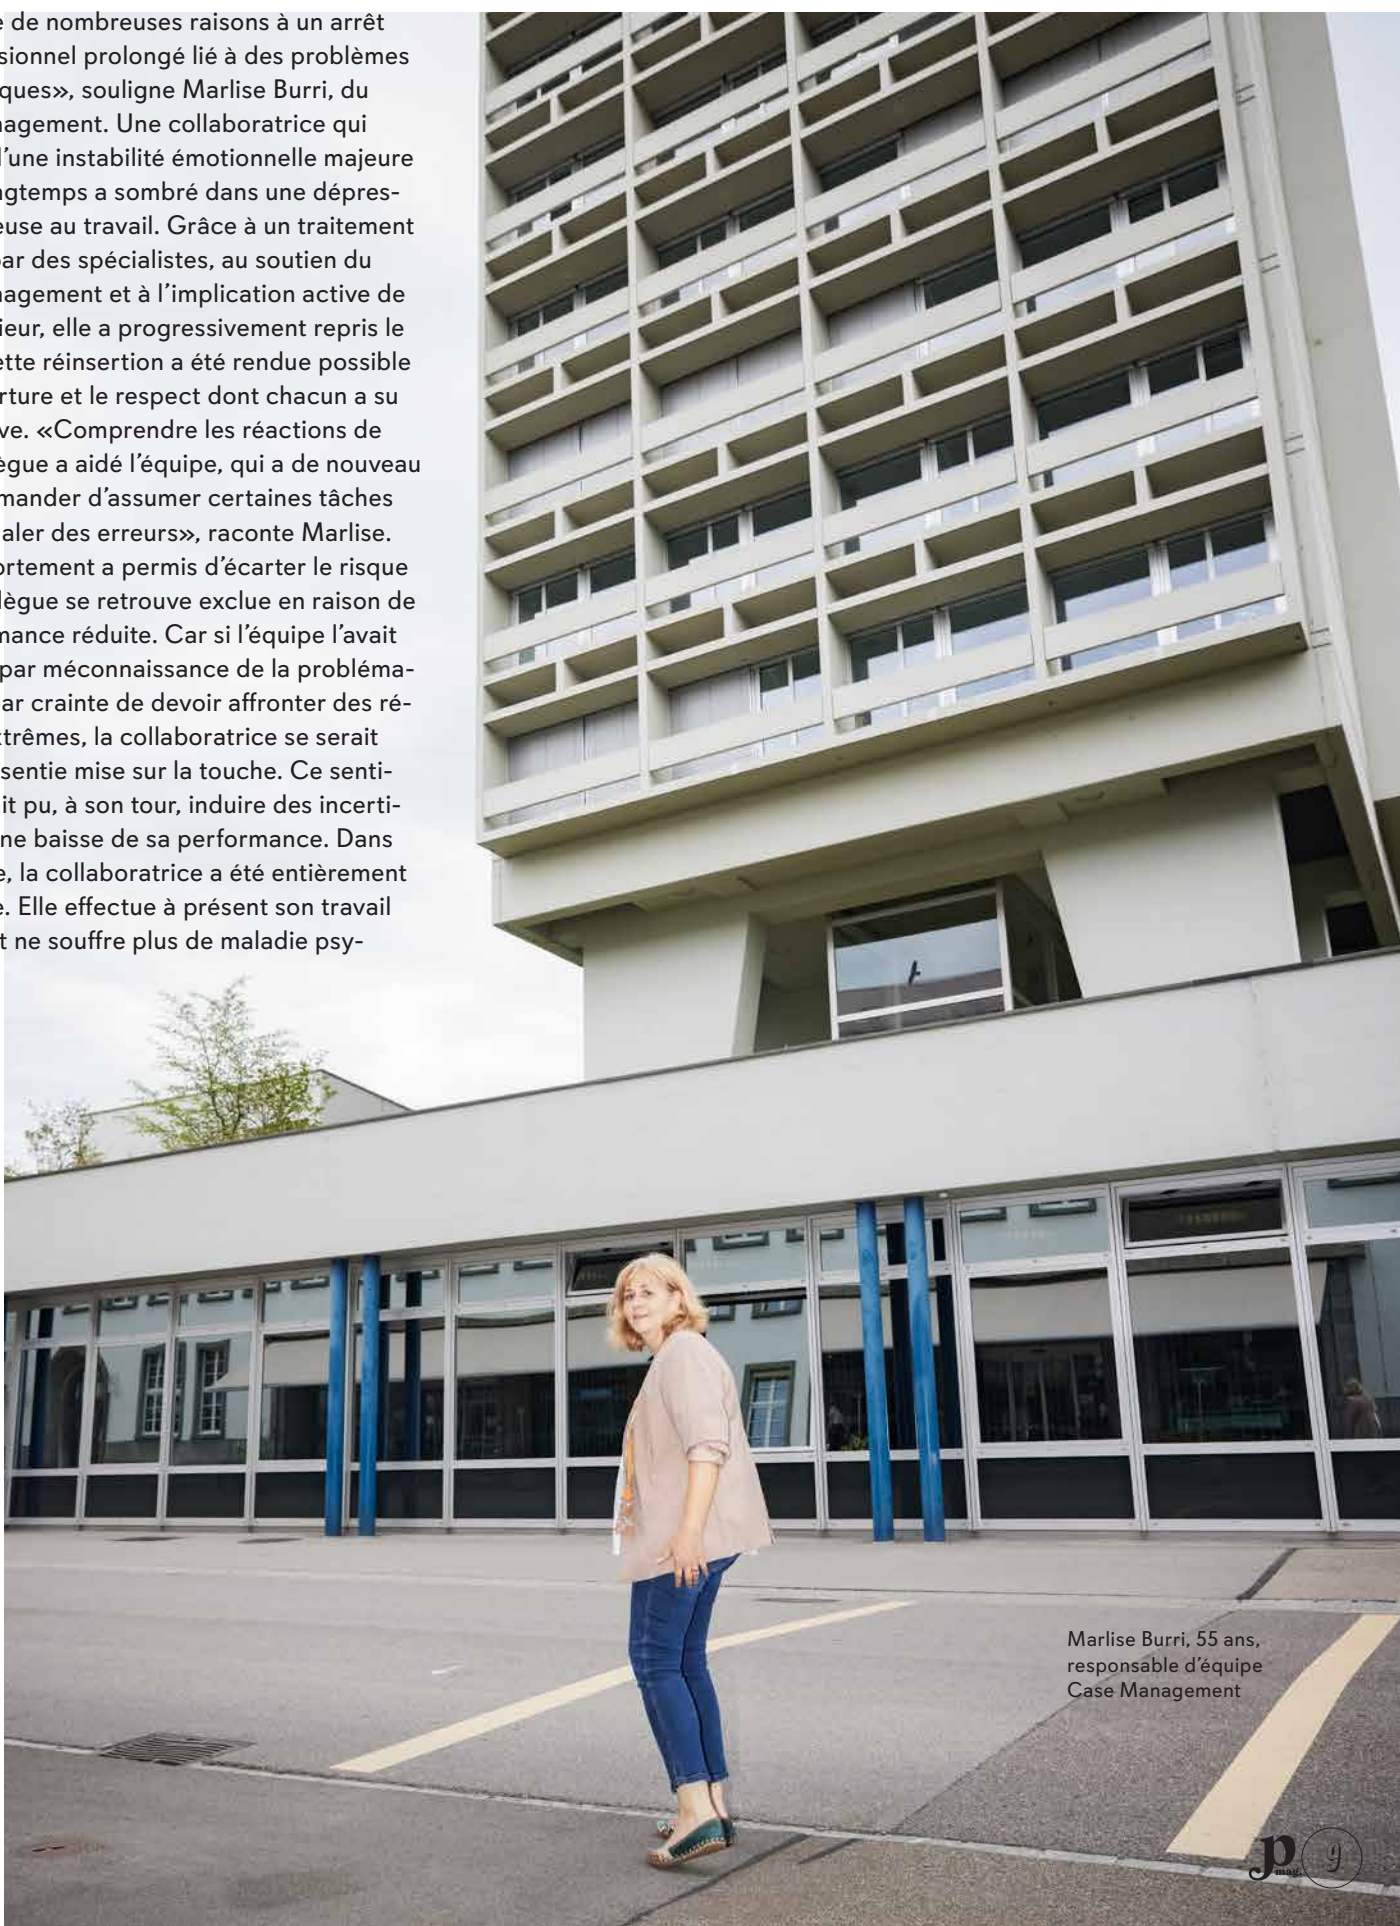 de nombreuses raisons à un arrêt
sionnel prolongé lié à des problèmes
ques», souligne Marlise Burri, du
nagement. Une collaboratrice qui
l’une instabilité émotionnelle majeure
ngtemps a sombré dans une dépres-
euse au travail. Grâce à un traitement
par des spécialistes, au soutien du
nagement et à l’implication active de
ieur, elle a progressivement repris le
ette réinsertion a été rendue possible
rture et le respect dont chacun a su
ve. «Comprendre les réactions de
ègue a aidé l’équipe, qui a de nouveau
mander d’assumer certaines tâches
aler des erreurs», raconte Marlise.
ortement a permis d’écarter le risque
lègue se retrouve exclue en raison de
mance réduite. Car si l’équipe l’avait
par méconnaissance de la probléma-
ar crainte de devoir affronter des ré-
xtrêmes, la collaboratrice se serait
sentie mise sur la touche. Ce senti-
it pu, à son tour, induire des incerti-
ne baisse de sa performance. Dans
e, la collaboratrice a été entièrement
e. Elle effectue à présent son travail
t ne souffre plus de maladie psy-
Marlise Burri, 55 ans,
responsable d’équipe
Case Management
p mag. 9